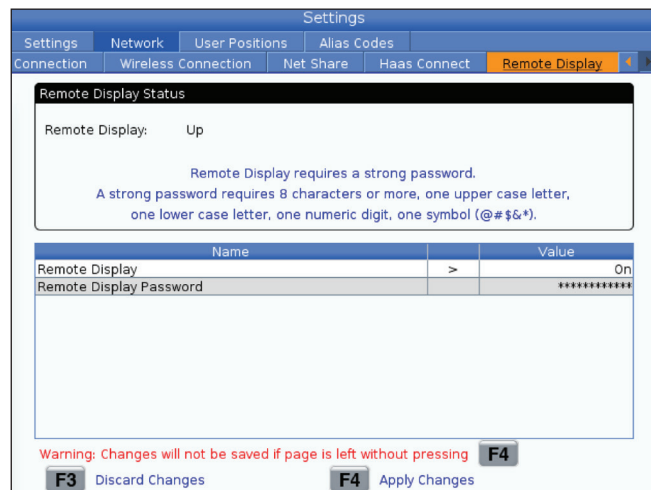 Settings
Settings Network User Positions Alias Codes
Connection Wireless Connection Net Share Haas Connect Remote Display
Remote Display Status
Remote Display: Up
Remote Display requires a strong password.
A strong password requires 8 characters or more, one upper case letter,
one lower case letter, one numeric digit, one symbol (@#$&*).
Name Value
Remote Display > On
Remote Display Password ************
Warning: Changes will not be saved if page is left without pressing F4
F3 Discard Changes F4 Apply Changes